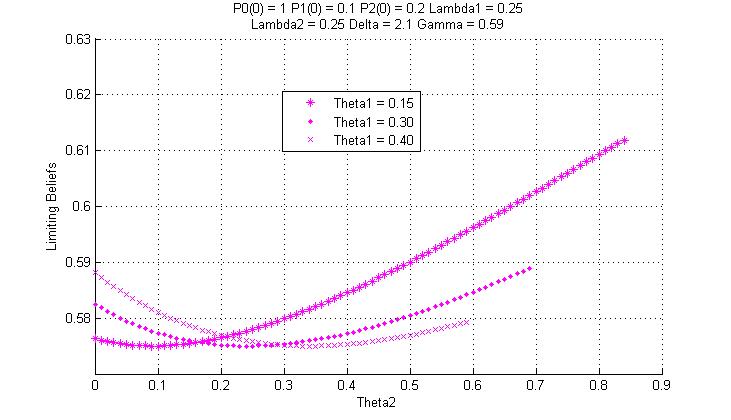 P0(0) = 1 P1(0) = 0.1 P2(0) = 0.2 Lambda1 = 0.25
Lambda2 = 0.25 Delta = 2.1 Gamma = 0.59
0.63
0.62
0.61
0.6
0.59
0.58
Limiting Beliefs
Theta1 = 0.15
Theta1 = 0.30
Theta1 = 0.40
0 0.1 0.2 0.3 0.4 0.5 0.6 0.7 0.8 0.9
Theta2